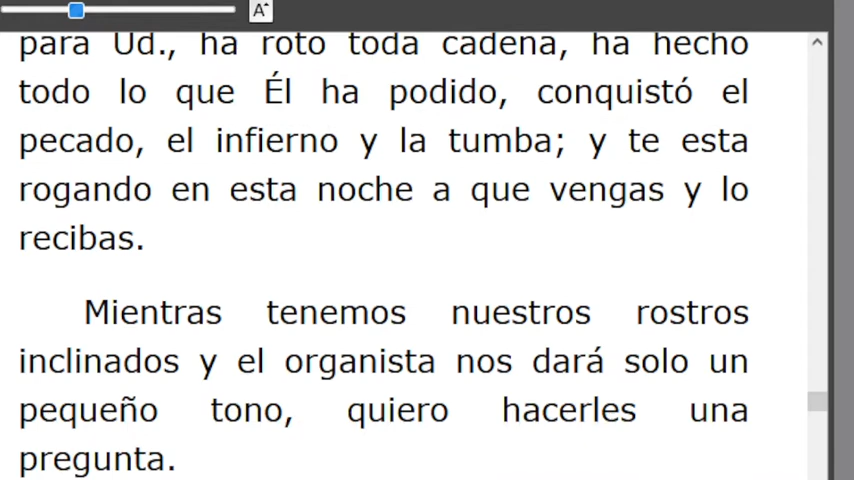 A
para Ud., ha roto toda cadena, ha hecho
todo lo que Él ha podido, conquistó el
pecado, el infierno y la tumba; y te esta
rogando en esta noche a que vengas y lo
recibas.
Mientras tenemos nuestros rostros
inclinados y el organista nos dará solo un
pequeño tono, quiero hacerles una
pregunta.